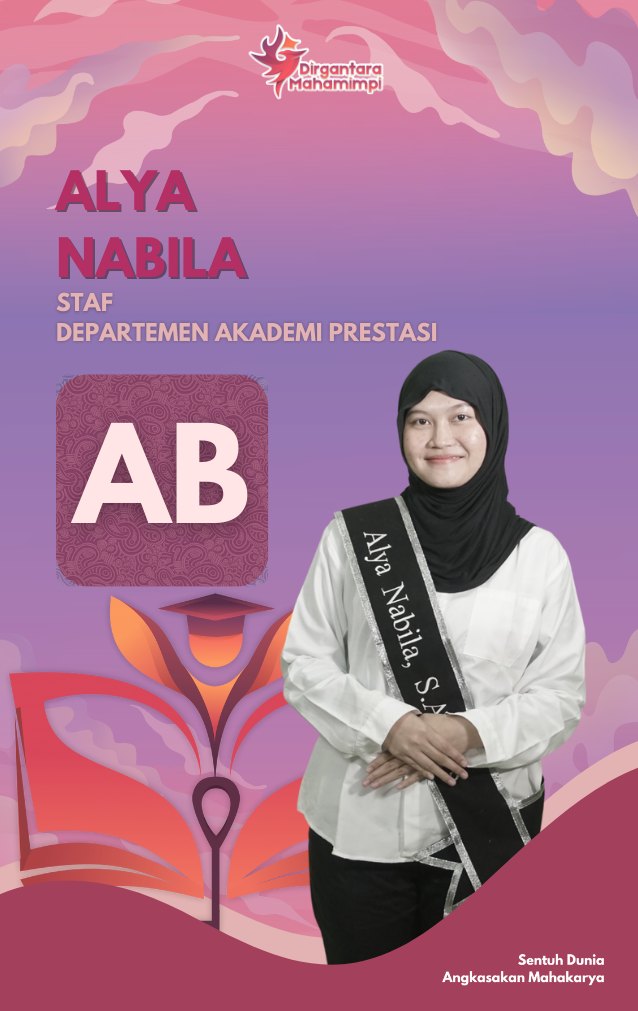 Dirgantara
Mahamimpi
ALYA
NABILA
STAF
DEPARTEMEN AKADEMI PRESTASI
AB
Alya Nabila, S.A
Sentuh Dunia
Angkasakan Mahakarya